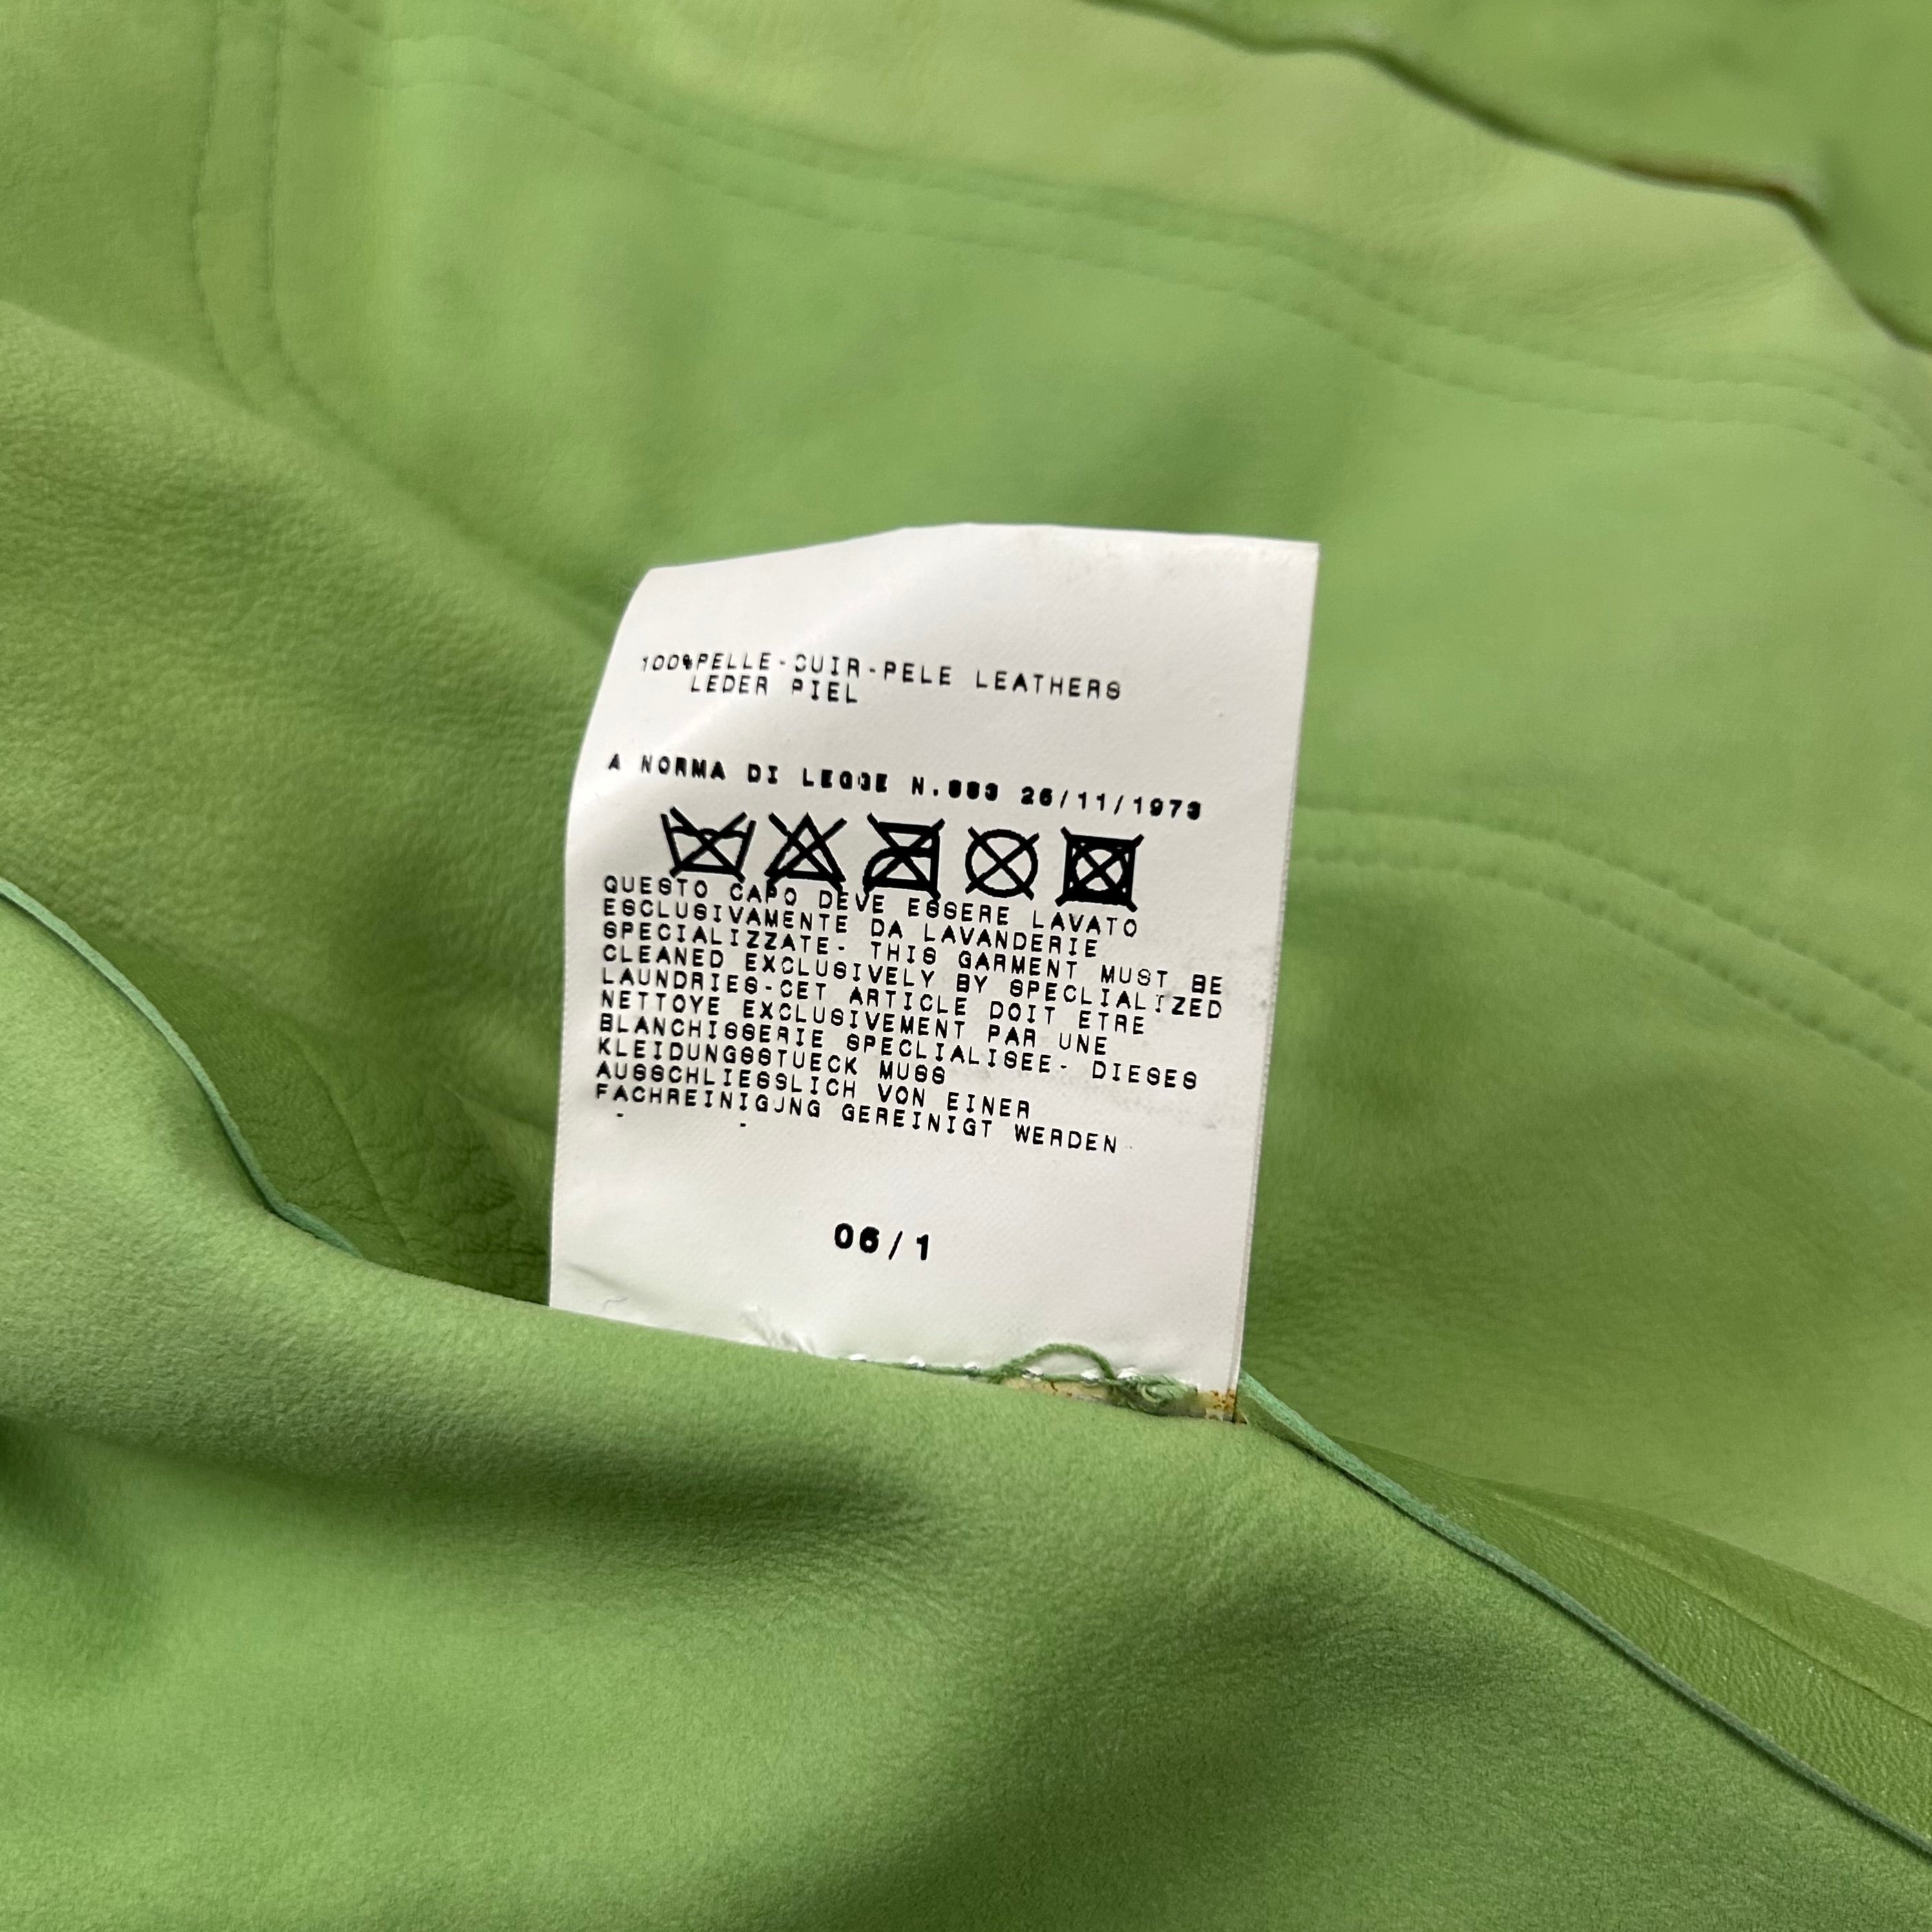 100%PELLE-CUIR-PELE LEATHERS
LEDER PIEL
A NORMA DI LEGGE N.883 26/11/1973
QUESTO CAPO DEVE ESSERE LAVATO
ESCLUSIVAMENTE DA LAVANDERIE
SPECIALIZZATE- THIS GARMENT MUST BE
CLEANED EXCLUSIVELY BY SPECLIALIZED
LAUNDRIES-CET ARTICLE DOIT ETRE
NETTOYE EXCLUSIVEMENT PAR UNE
BLANCHISSERIE SPECLIALISEE- DIESES
KLEIDUNGSSTUECK MUSS
AUSSCHLIESSLICH VON EINER
FACHREINIGUNG GEREINIGT WERDEN
06/1